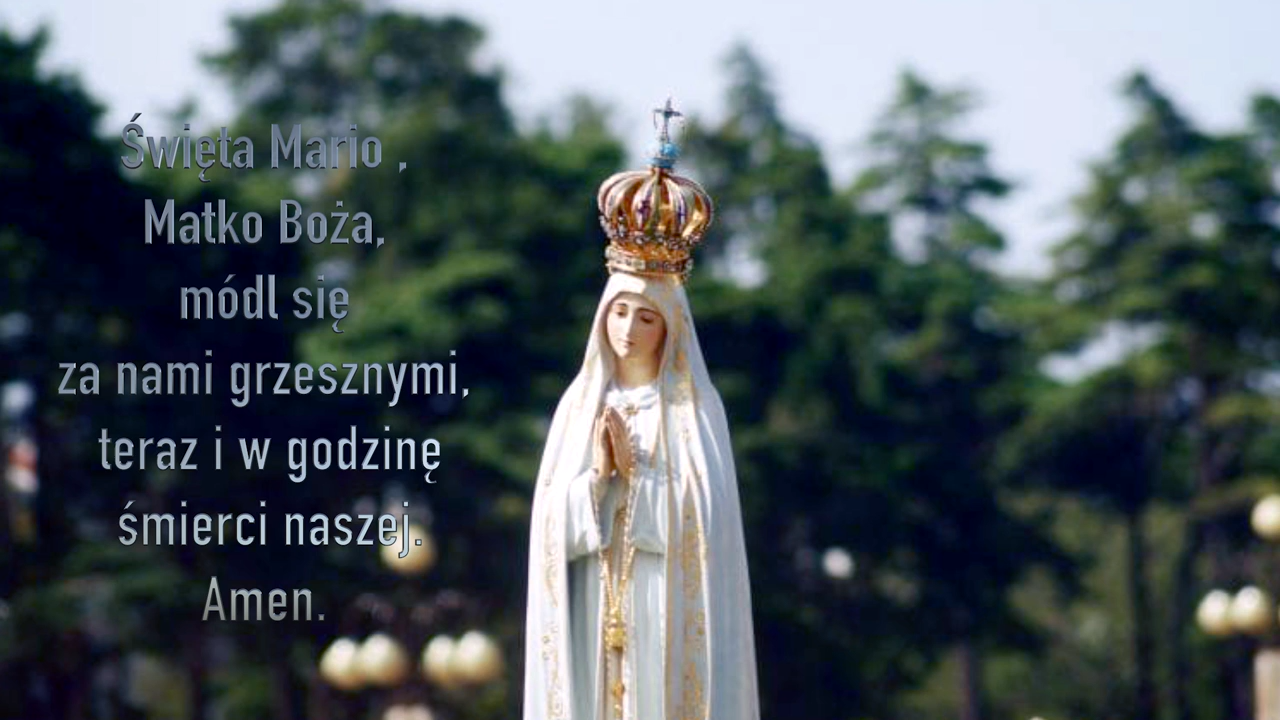 Święta Mario ,
Matko Boża,
módl się
za nami grzesznymi,
teraz i w godzinę
śmierci naszej.
Amen.